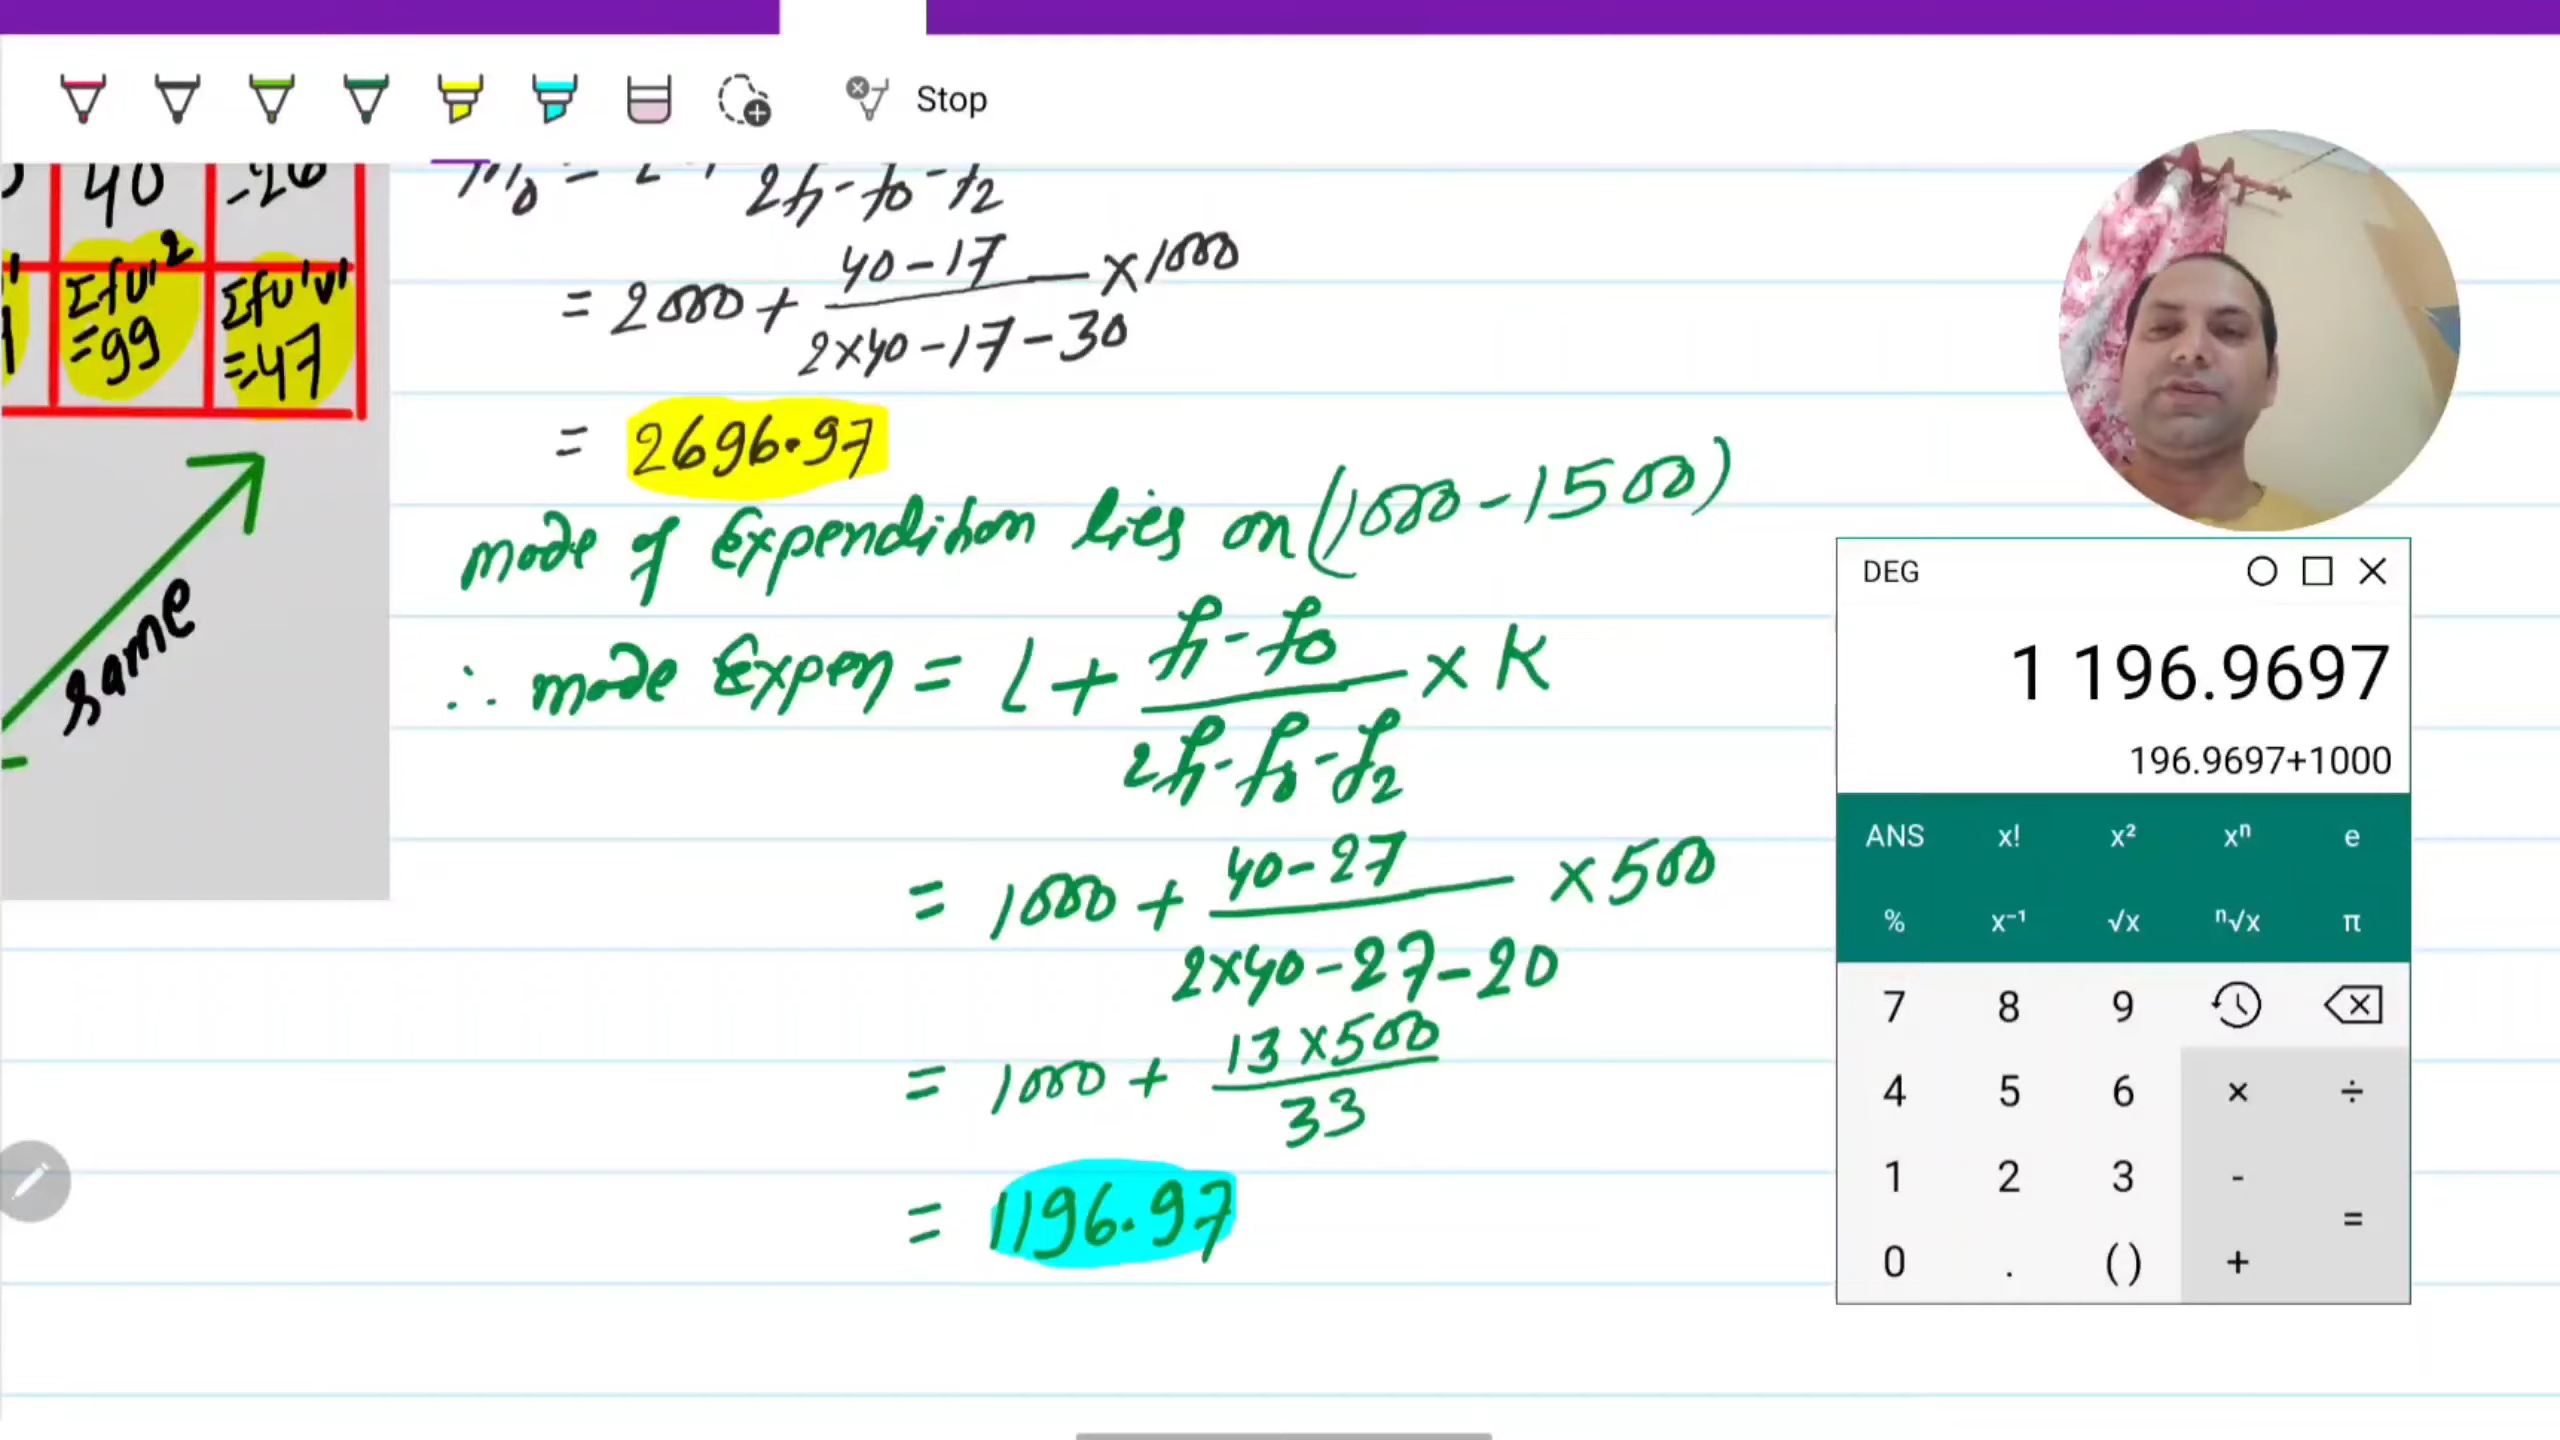 Stop
40 -26
Σfu'² Σfu'v'
=99 =-47
same
M₀ = L + 2f₁-f₀-f₂
= 2000 + 40-17 / 2×40-17-30 ×1000
= 2696.97
mode of Expendition lies on (1000-1500)
∴ mode Expen = L + f₁-f₀ / 2f₁-f₀-f₂ × K
= 1000 + 40-27 / 2×40-27-20 ×500
= 1000 + 13×500 / 33
= 1196.97
DEG
1 196.9697
196.9697+1000
ANS x! x² xⁿ e
% x⁻¹ √x ⁿ√x π
7 8 9
4 5 6 × ÷
1 2 3 -
0 . ( ) + =